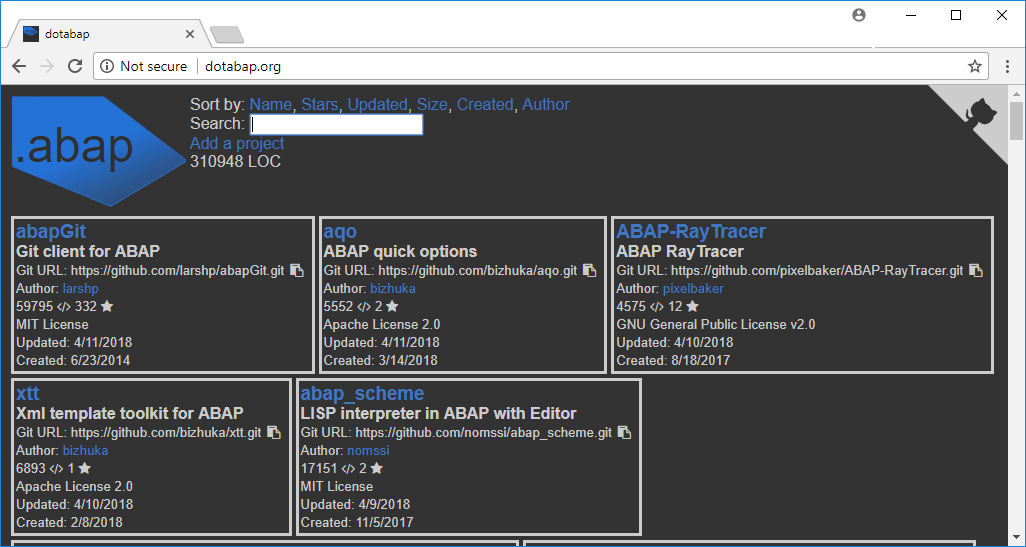 dotabap
Not secure
dotabap.org
.abap
Sort by: Name, Stars, Updated, Size, Created, Author
Search:
Add a project
310948 LOC
abapGit
Git client for ABAP
Git URL: https://github.com/larshp/abapGit.git
Author: larshp
59795 </> 332 ★
MIT License
Updated: 4/11/2018
Created: 6/23/2014
aqo
ABAP quick options
Git URL: https://github.com/bizhuka/aqo.git
Author: bizhuka
5552 </> 2 ★
Apache License 2.0
Updated: 4/11/2018
Created: 3/14/2018
ABAP-RayTracer
ABAP RayTracer
Git URL: https://github.com/pixelbaker/ABAP-RayTracer.git
Author: pixelbaker
4575 </> 12 ★
GNU General Public License v2.0
Updated: 4/10/2018
Created: 8/18/2017
xtt
Xml template toolkit for ABAP
Git URL: https://github.com/bizhuka/xtt.git
Author: bizhuka
6893 </> 1 ★
Apache License 2.0
Updated: 4/10/2018
Created: 2/8/2018
abap_scheme
LISP interpreter in ABAP with Editor
Git URL: https://github.com/nomssi/abap_scheme.git
Author: nomssi
17151 </> 2 ★
MIT License
Updated: 4/9/2018
Created: 11/5/2017